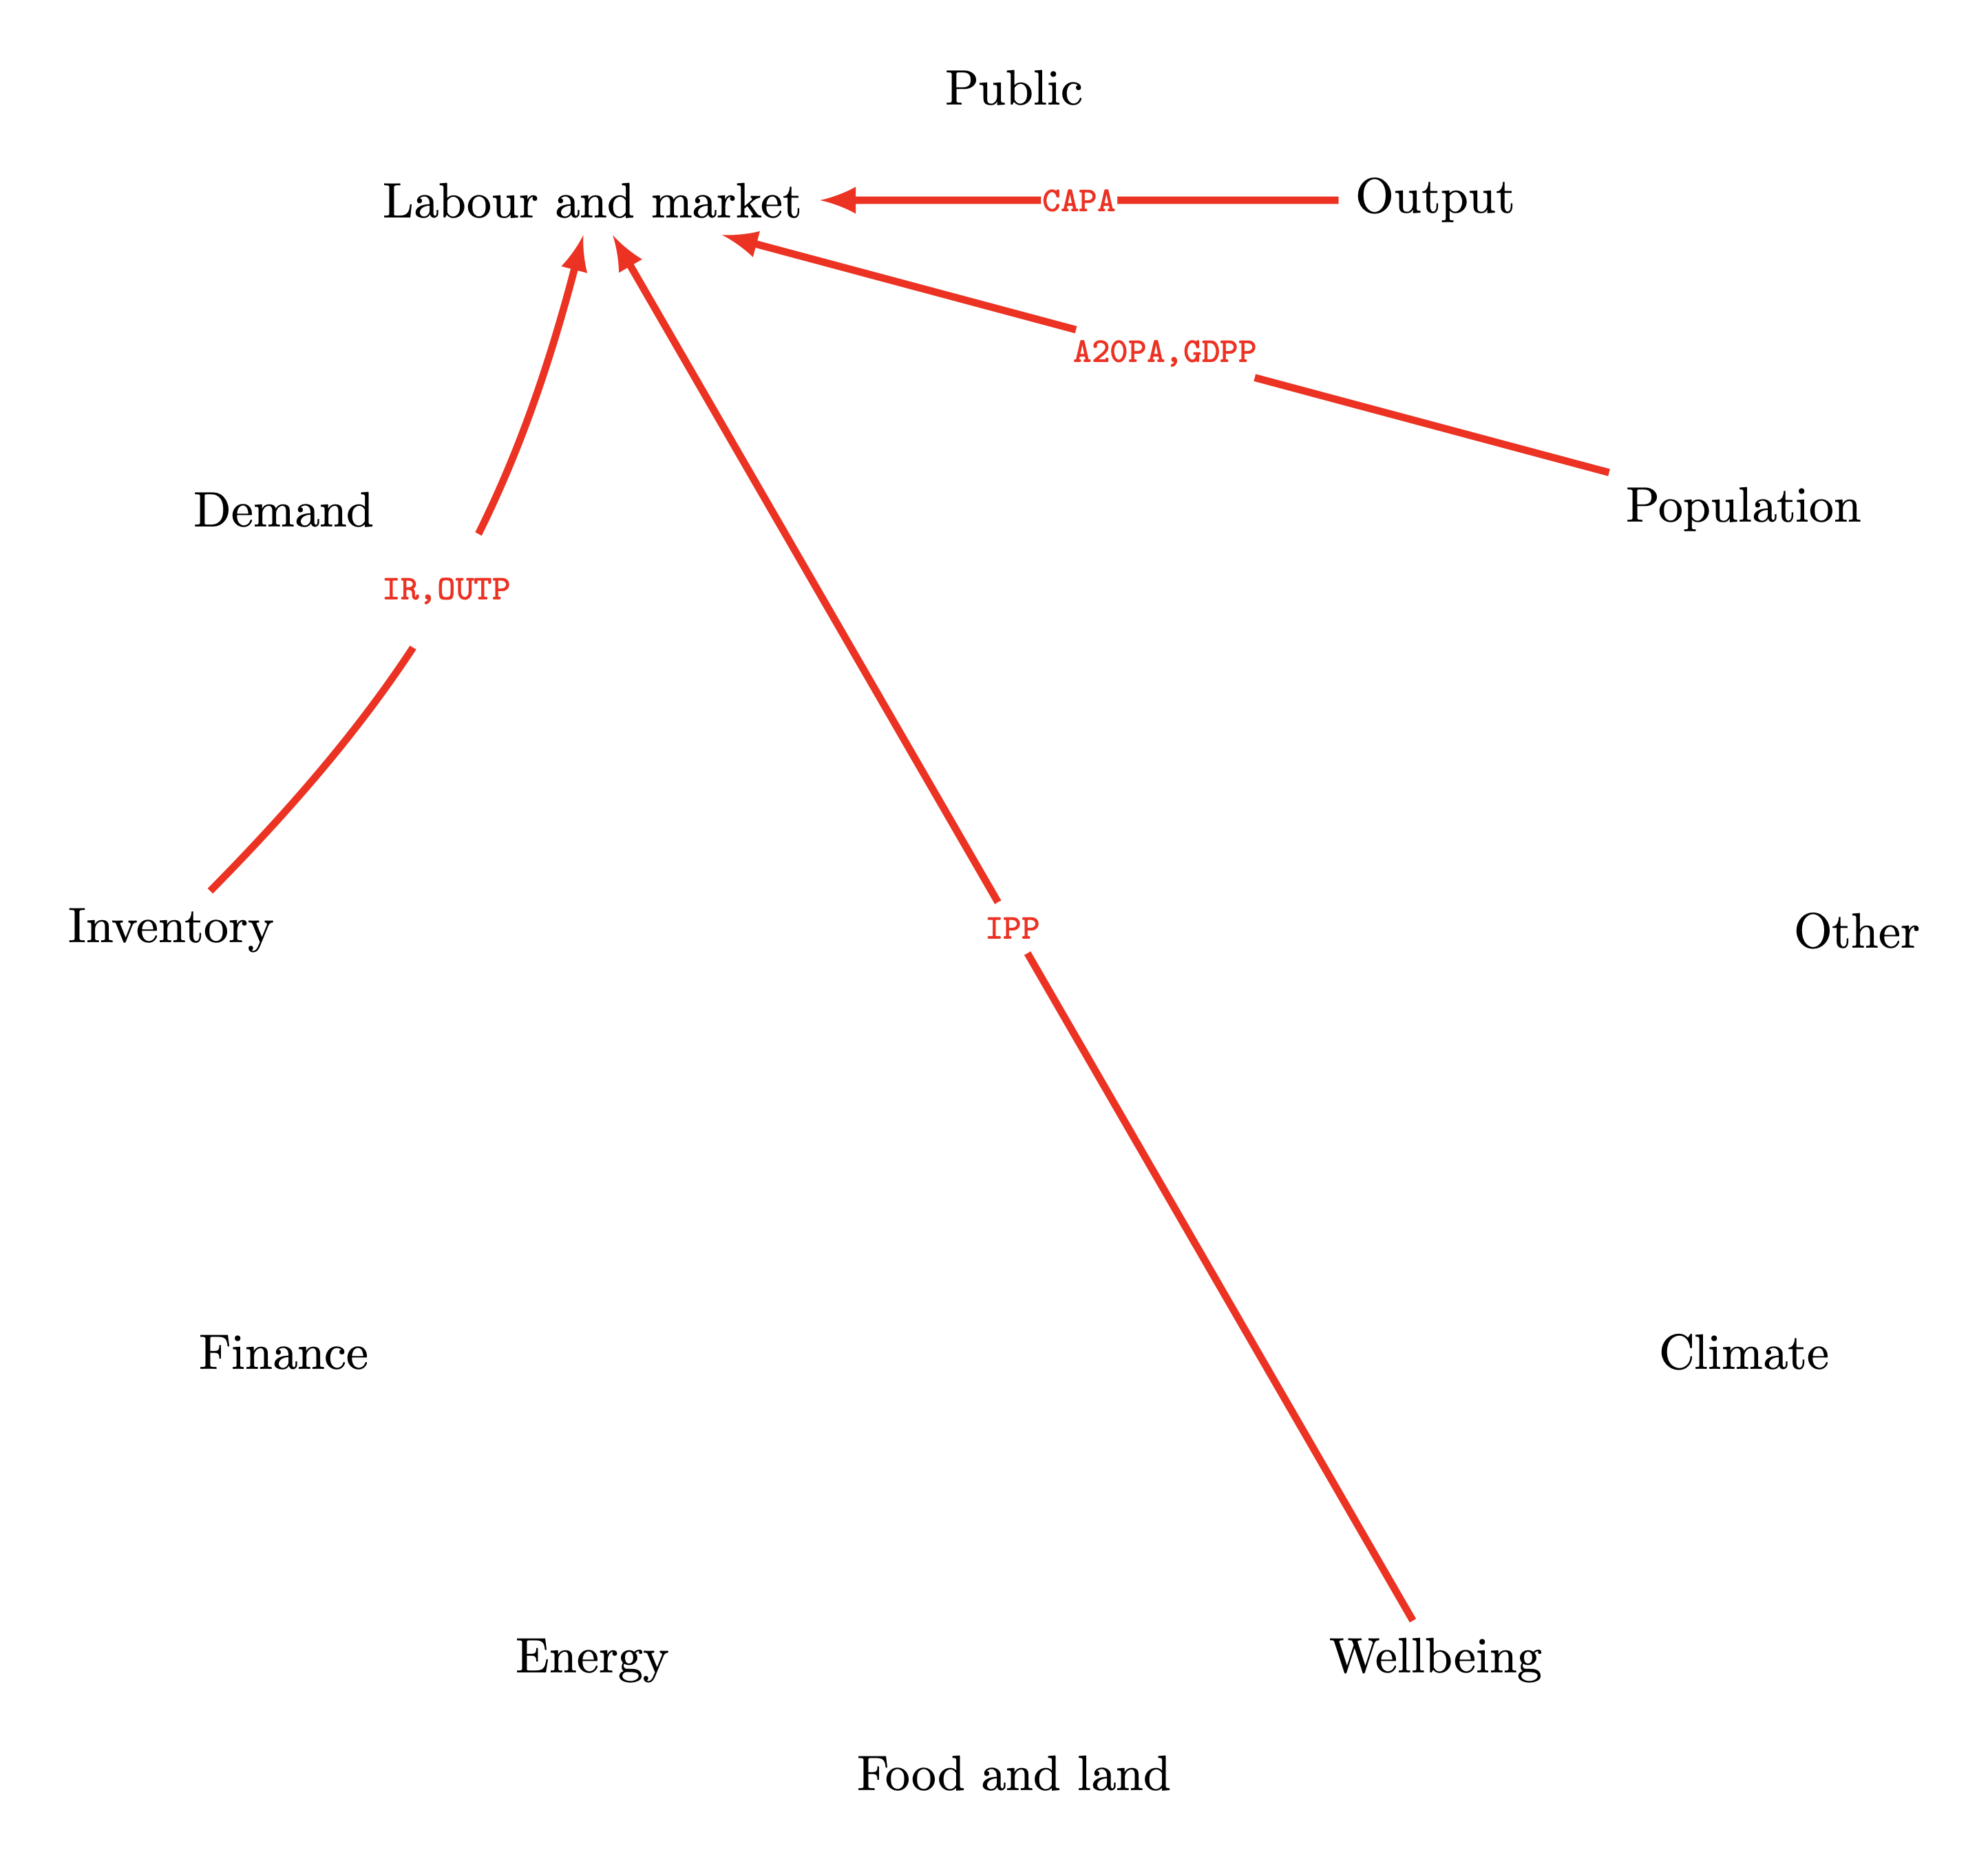 Public
Labour and market
CAPA
Output
A20PA,GDPP
Demand
Population
IR,OUTP
Inventory
IPP
Other
Finance
Climate
Energy
Wellbeing
Food and land